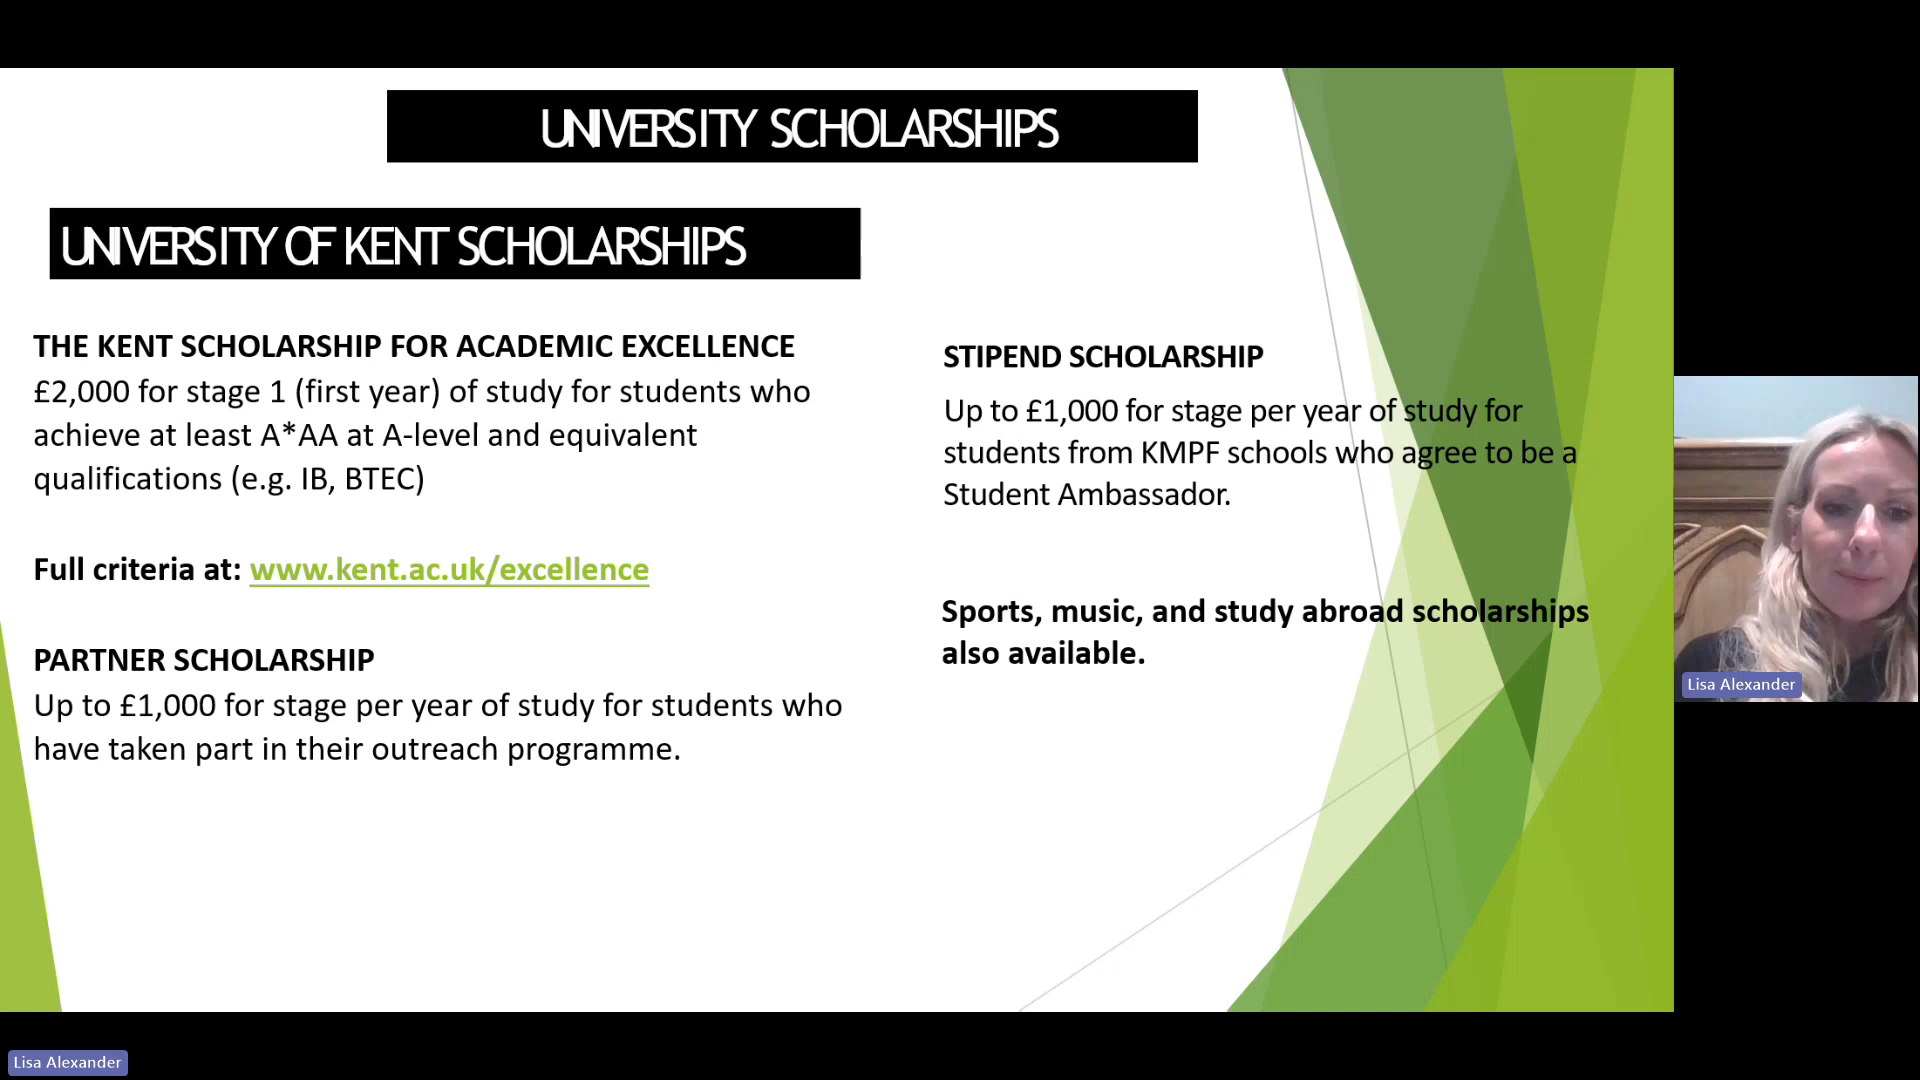 UNIVERSITY SCHOLARSHIPS
UNIVERSITY OF KENT SCHOLARSHIPS
THE KENT SCHOLARSHIP FOR ACADEMIC EXCELLENCE
£2,000 for stage 1 (first year) of study for students who
achieve at least A*AA at A-level and equivalent
qualifications (e.g. IB, BTEC)
Full criteria at: www.kent.ac.uk/excellence
PARTNER SCHOLARSHIP
Up to £1,000 for stage per year of study for students who
have taken part in their outreach programme.
STIPEND SCHOLARSHIP
Up to £1,000 for stage per year of study for
students from KMPF schools who agree to be a
Student Ambassador.
Sports, music, and study abroad scholarships
also available.
Lisa Alexander
Lisa Alexander